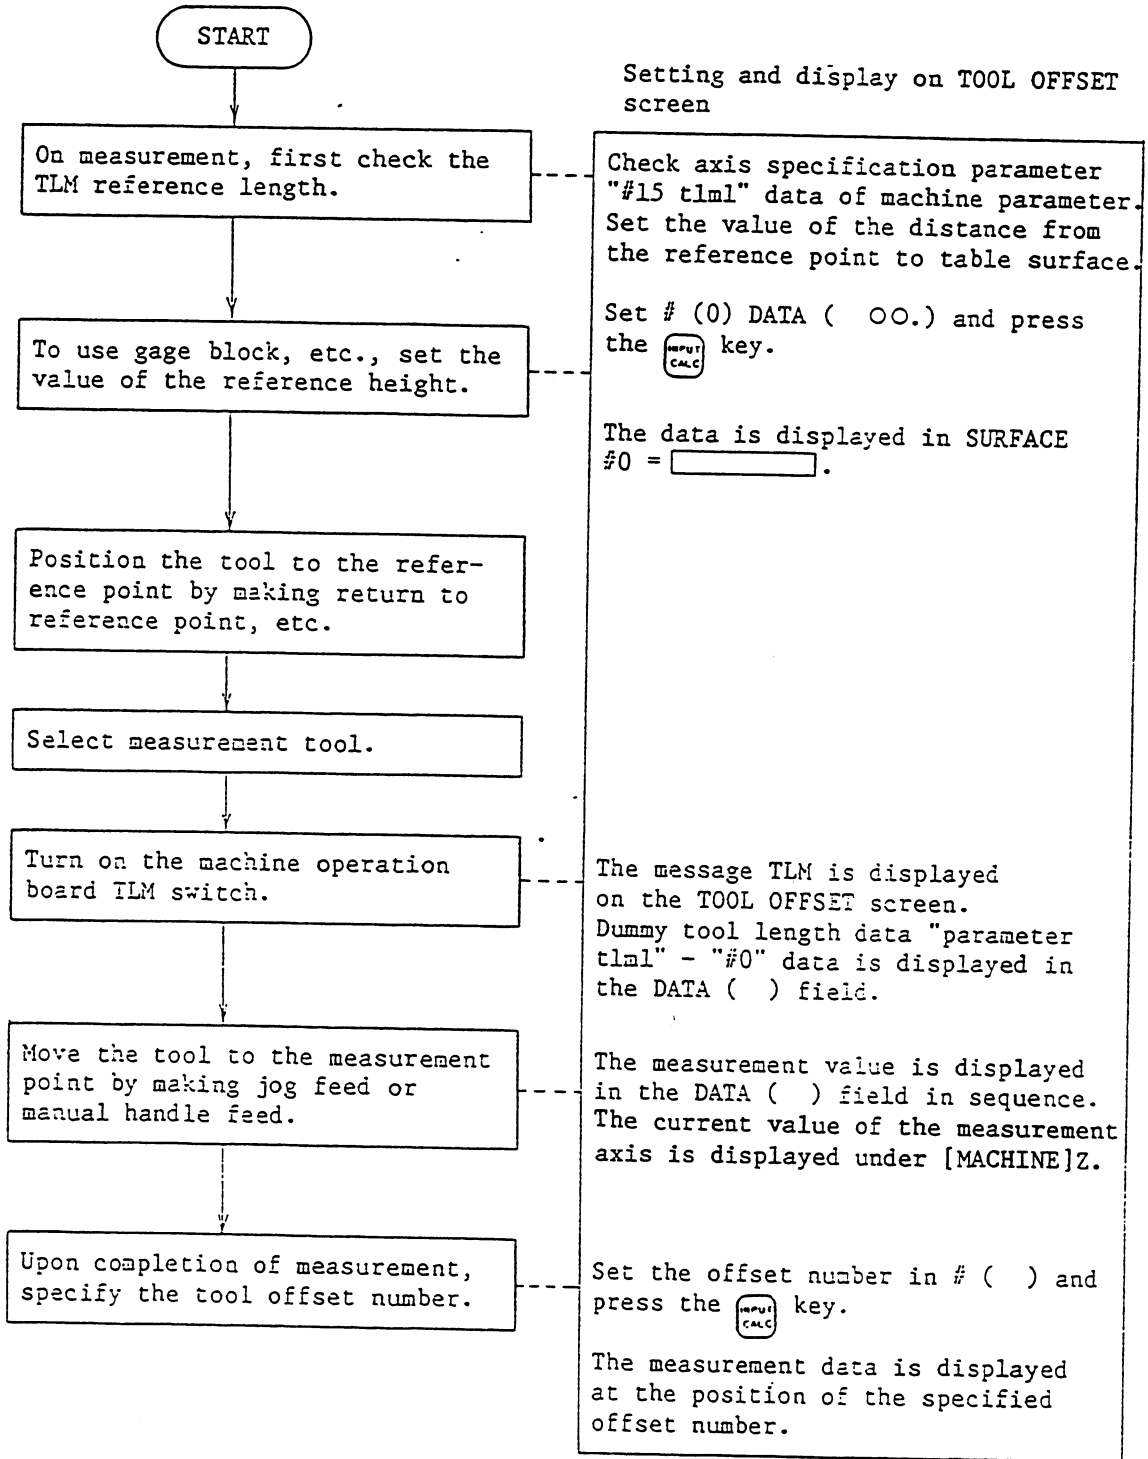 START
Setting and display on TOOL OFFSET
screen
On measurement, first check the
TLM reference length.
Check axis specification parameter
"#15 tlml" data of machine parameter.
Set the value of the distance from
the reference point to table surface.
To use gage block, etc., set the
value of the reference height.
Set # (0) DATA (  OO.) and press
the INPUT CALC key.
The data is displayed in SURFACE
#0 = .
Position the tool to the refer-
ence point by making return to
reference point, etc.
Select measurement tool.
Turn on the machine operation
board TLM switch.
The message TLM is displayed
on the TOOL OFFSET screen.
Dummy tool length data "parameter
tlml" - "#0" data is displayed in
the DATA (  ) field.
Move the tool to the measurement
point by making jog feed or
manual handle feed.
The measurement value is displayed
in the DATA (  ) field in sequence.
The current value of the measurement
axis is displayed under [MACHINE]Z.
Upon completion of measurement,
specify the tool offset number.
Set the offset number in # (  ) and
press the INPUT CALC key.
The measurement data is displayed
at the position of the specified
offset number.